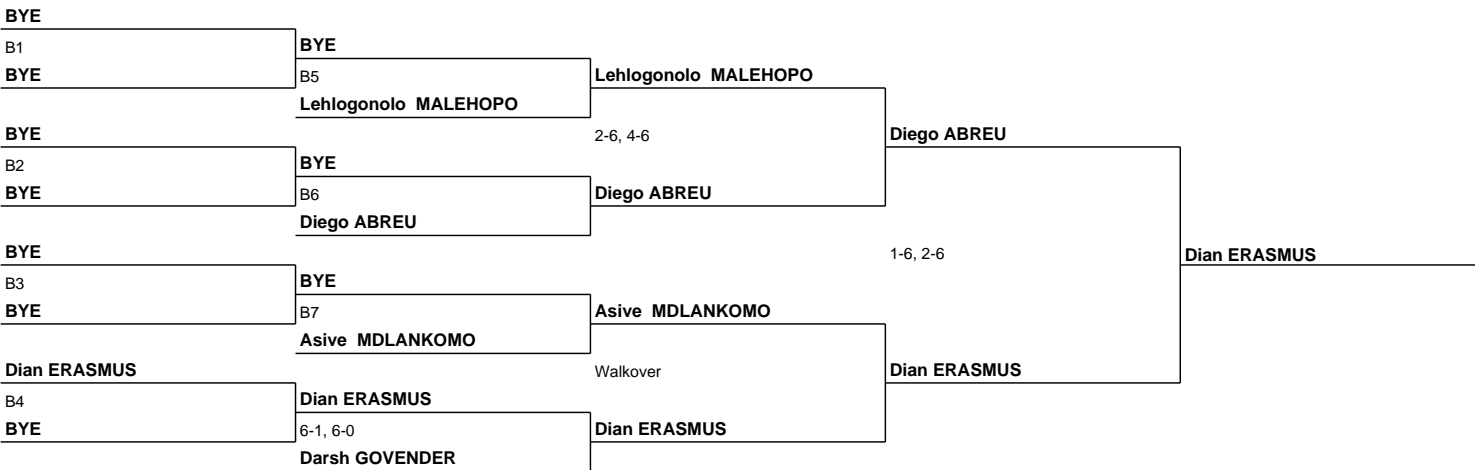 BYE
B1
BYE
BYE
B5
Lehlogonolo MALEHOPO
Lehlogonolo MALEHOPO
BYE
B2
BYE
BYE
B6
Diego ABREU
2-6, 4-6
Diego ABREU
Diego ABREU
BYE
B3
BYE
BYE
B7
Asive MDLANKOMO
Asive MDLANKOMO
1-6, 2-6
Dian ERASMUS
Dian ERASMUS
B4
BYE
Dian ERASMUS
6-1, 6-0
Darsh GOVENDER
Walkover
Dian ERASMUS
Dian ERASMUS